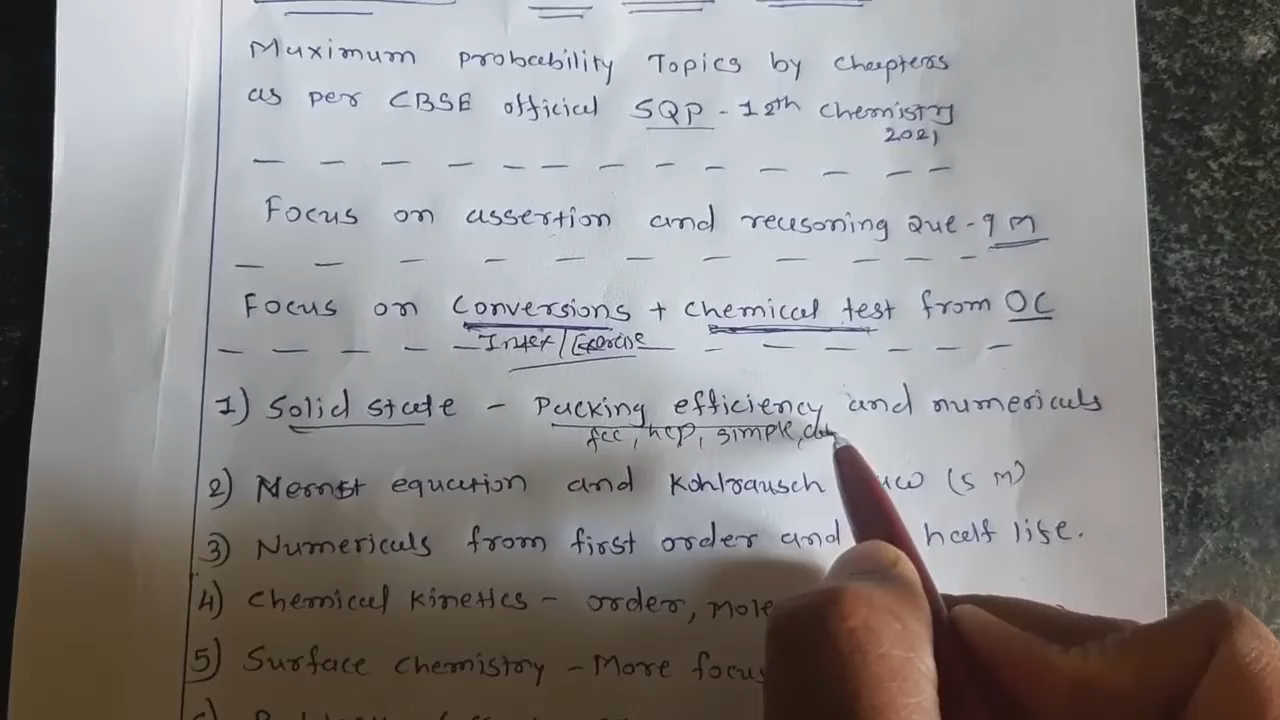 Maximum probability Topics by chapters
as per CBSE official SQP - 12th chemistry
2021
Focus on assertion and reasoning Que - 9 M
Focus on conversions + chemical test from OC
Intex / Exercise
1) Solid state - Packing efficiency and numericals
fcc, hcp, simple,
2) Nernst equation and Kohlrausch (5 M)
3) Numericals from first order and half life.
4) Chemical Kinetics - order,
5) Surface chemistry - More